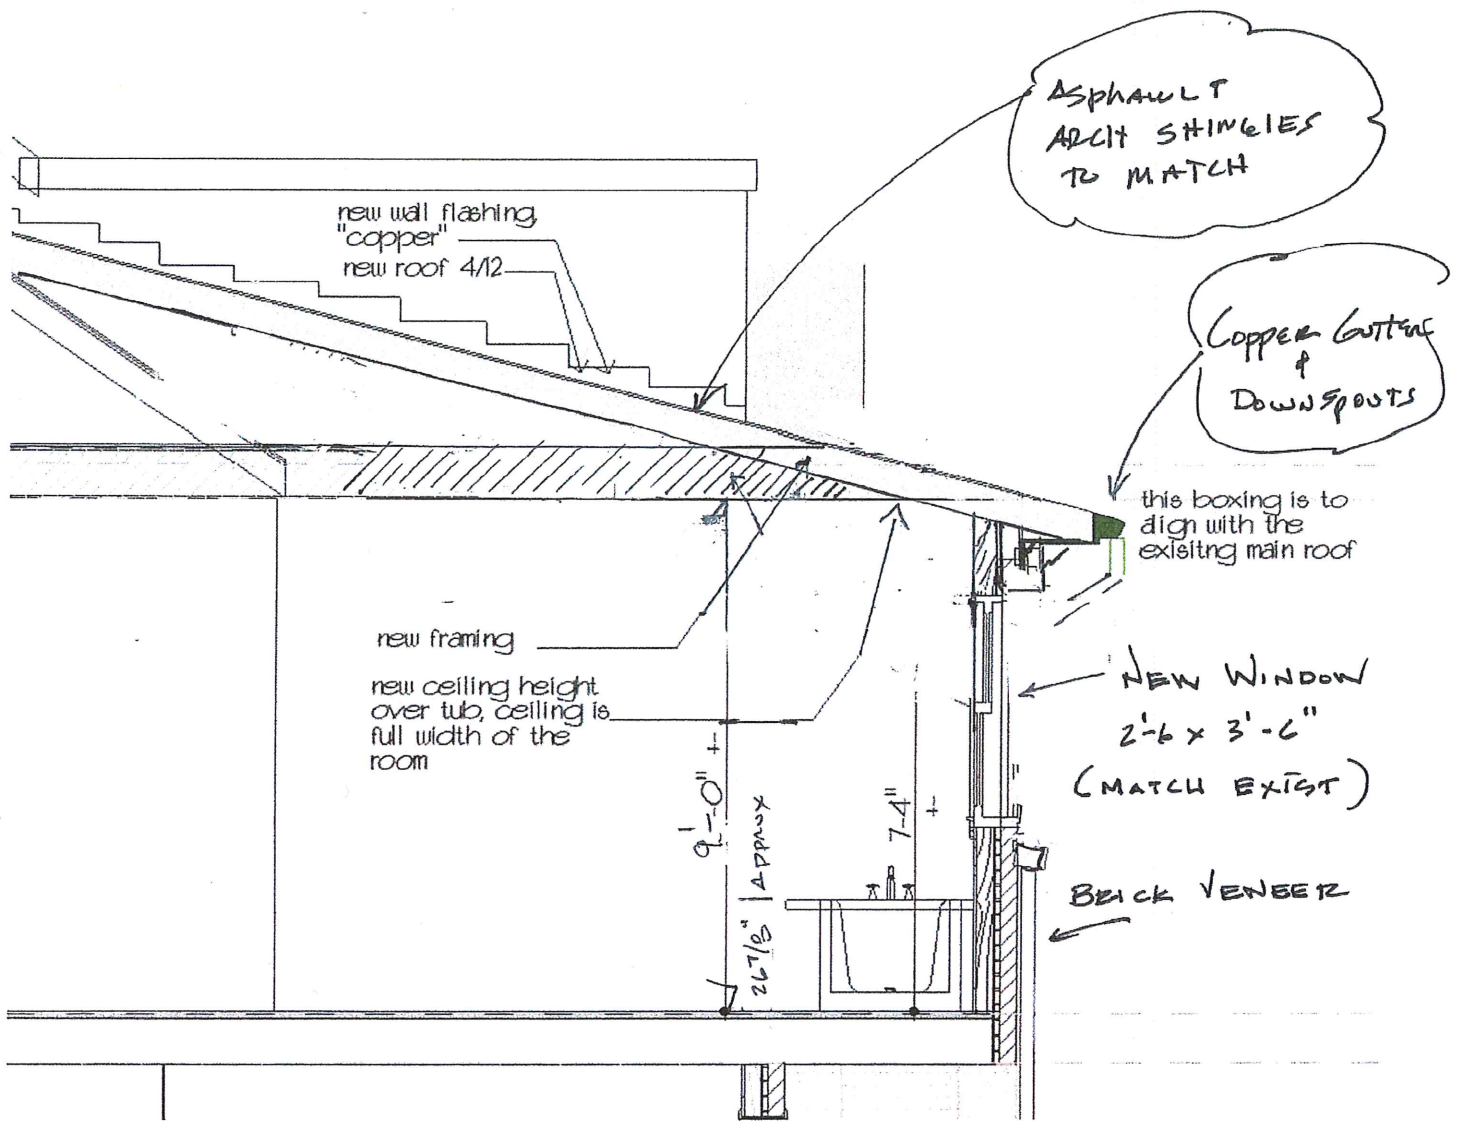 ASPHAULT
ARCH SHINGLES
TO MATCH
new wall flashing,
"copper"
new roof 4/12
COPPER GUTTERS
&
DOWNSPOUTS
this boxing is to
align with the
exisitng main roof
new framing
new ceiling height
over tub, ceiling is
full width of the
room
NEW WINDOW
2'-6 x 3'-6"
(MATCH EXIST)
9'-0" +-
26 7/8" APPROX
7'-4" +-
BRICK VENEER